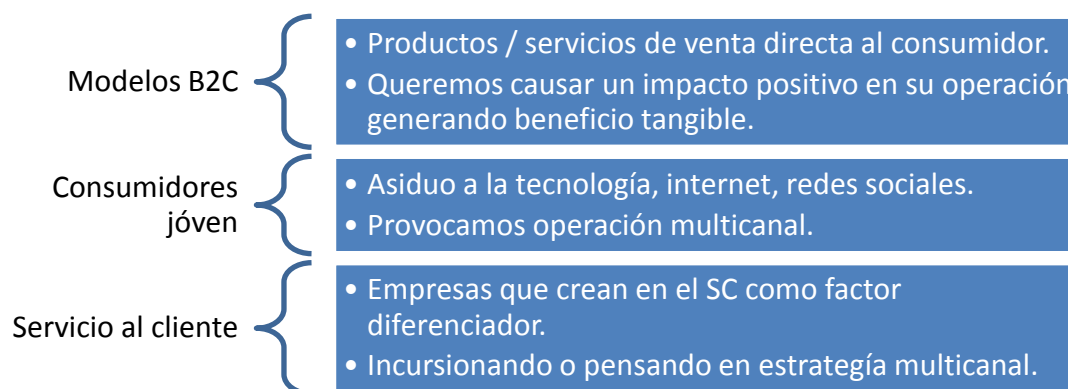 Modelos B2C
• Productos / servicios de venta directa al consumidor.
• Queremos causar un impacto positivo en su operación
generando beneficio tangible.
Consumidores
jóven
• Asiduo a la tecnología, internet, redes sociales.
• Provocamos operación multicanal.
Servicio al cliente
• Empresas que crean en el SC como factor
diferenciador.
• Incursionando o pensando en estrategía multicanal.